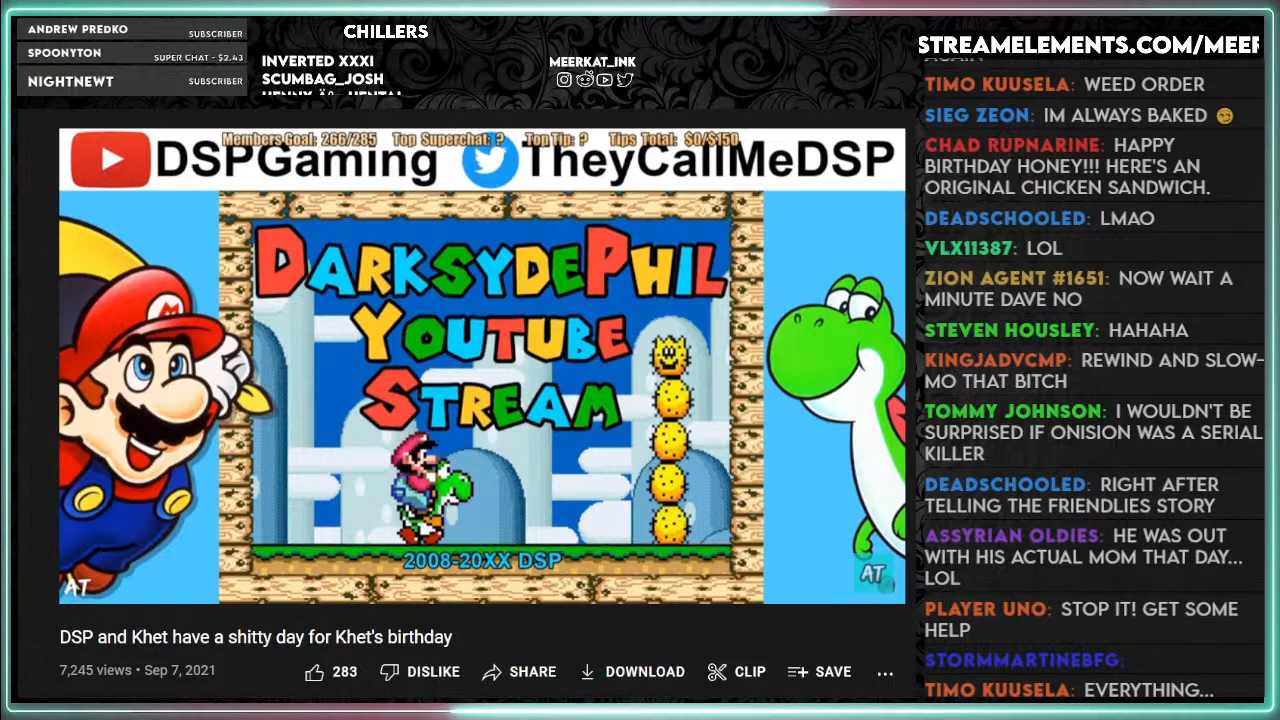 ANDREW PREDKO SUBSCRIBER
SPOONYTON SUPER CHAT - $2.43
NIGHTNEWT SUBSCRIBER
CHILLERS
INVERTED XXXI
SCUMBAG_JOSH
MEERKAT_INK
STREAMELEMENTS.COM/MEER
AGAIN
Members Goal: 266/285 Top Superchat: ? Top Tip: ? Tips Total: $0/$150
DSPGaming TheyCallMeDSP
DARKSYDEPHIL
YOUTUBE
STREAM
2008-20XX DSP
AT
AT
DSP and Khet have a shitty day for Khet's birthday
7,245 views • Sep 7, 2021
283 DISLIKE SHARE DOWNLOAD CLIP SAVE ...
TIMO KUUSELA: WEED ORDER
SIEG ZEON: IM ALWAYS BAKED
CHAD RUPNARINE: HAPPY
BIRTHDAY HONEY!!! HERE'S AN
ORIGINAL CHICKEN SANDWICH.
DEADSCHOOLED: LMAO
VLX11387: LOL
ZION AGENT #1651: NOW WAIT A
MINUTE DAVE NO
STEVEN HOUSLEY: HAHAHA
KINGJADVCMP: REWIND AND SLOW-
MO THAT BITCH
TOMMY JOHNSON: I WOULDN'T BE
SURPRISED IF ONISION WAS A SERIAL
KILLER
DEADSCHOOLED: RIGHT AFTER
TELLING THE FRIENDLIES STORY
ASSYRIAN OLDIES: HE WAS OUT
WITH HIS ACTUAL MOM THAT DAY...
LOL
PLAYER UNO: STOP IT! GET SOME
HELP
STORMMARTINEBFG:
TIMO KUUSELA: EVERYTHING...